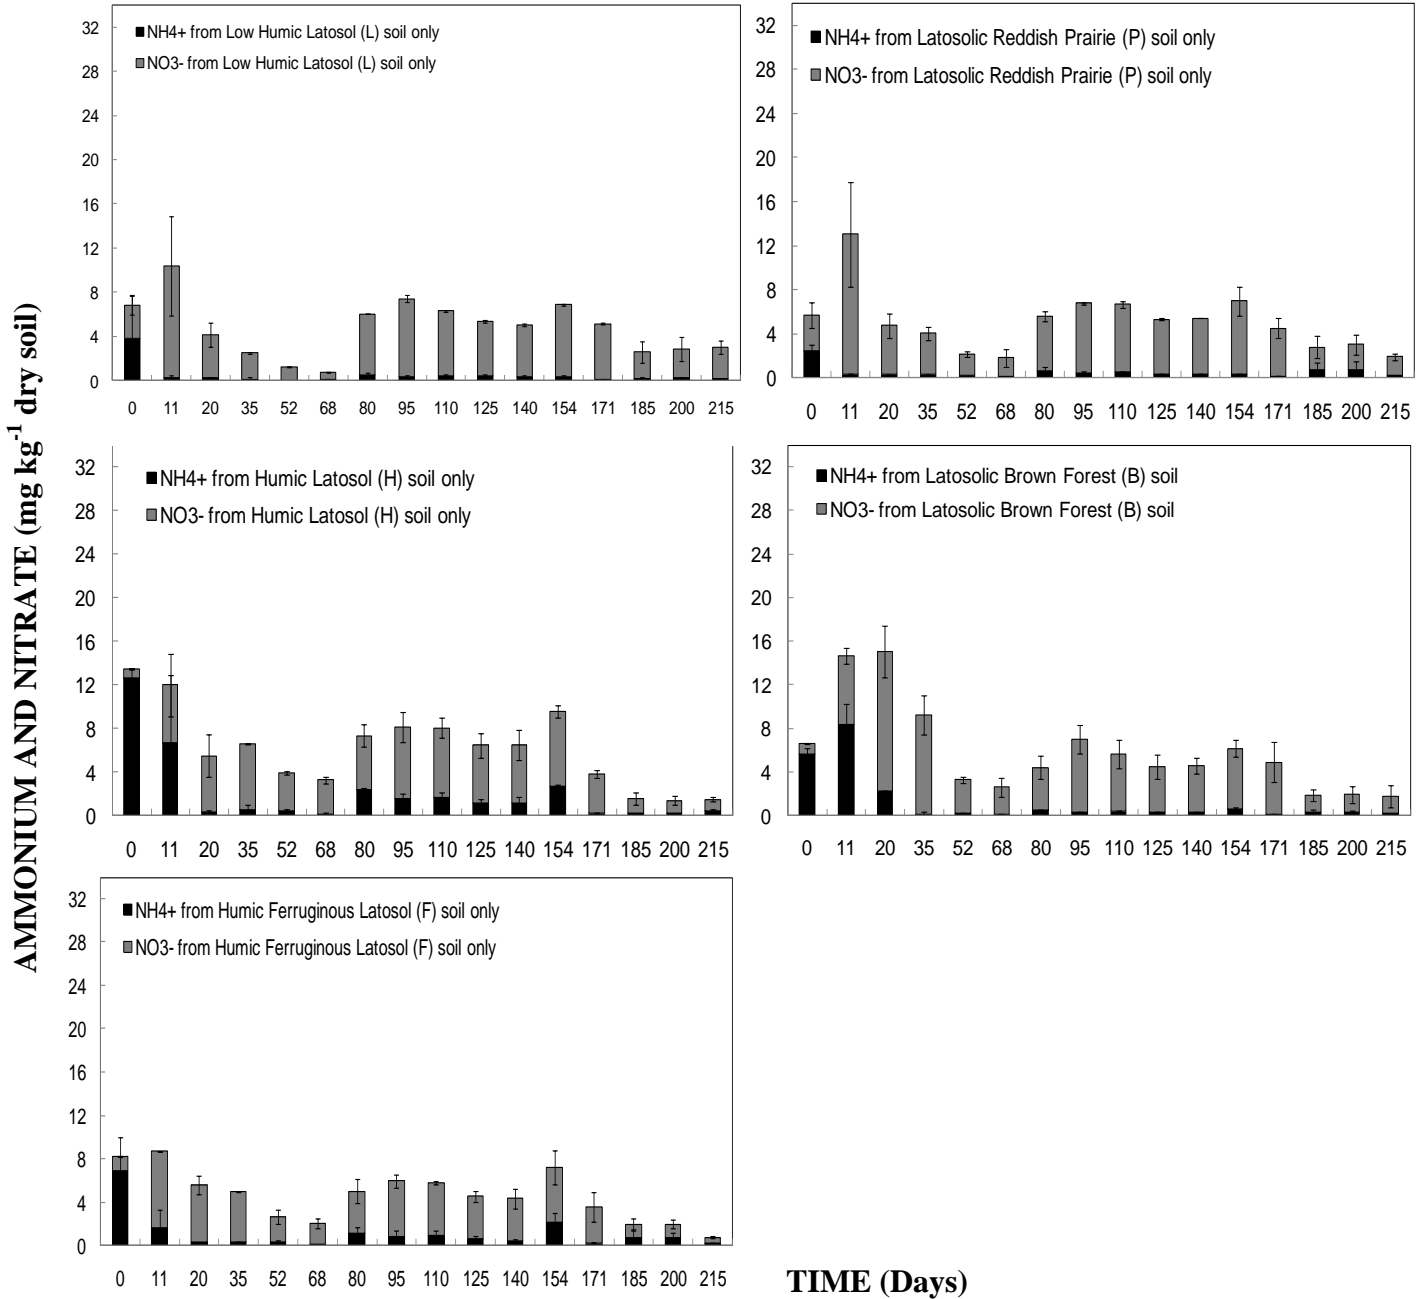 AMMONIUM AND NITRATE (mg kg-1 dry soil)
NH4+ from Low Humic Latosol (L) soil only
NO3- from Low Humic Latosol (L) soil only
32
28
24
20
16
12
8
4
0
0 11 20 35 52 68 80 95 110 125 140 154 171 185 200 215
NH4+ from Latosolic Reddish Prairie (P) soil only
NO3- from Latosolic Reddish Prairie (P) soil only
32
28
24
20
16
12
8
4
0
0 11 20 35 52 68 80 95 110 125 140 154 171 185 200 215
NH4+ from Humic Latosol (H) soil only
NO3- from Humic Latosol (H) soil only
32
28
24
20
16
12
8
4
0
0 11 20 35 52 68 80 95 110 125 140 154 171 185 200 215
NH4+ from Latosolic Brown Forest (B) soil
NO3- from Latosolic Brown Forest (B) soil
32
28
24
20
16
12
8
4
0
0 11 20 35 52 68 80 95 110 125 140 154 171 185 200 215
NH4+ from Humic Ferruginous Latosol (F) soil only
NO3- from Humic Ferruginous Latosol (F) soil only
32
28
24
20
16
12
8
4
0
0 11 20 35 52 68 80 95 110 125 140 154 171 185 200 215
TIME (Days)